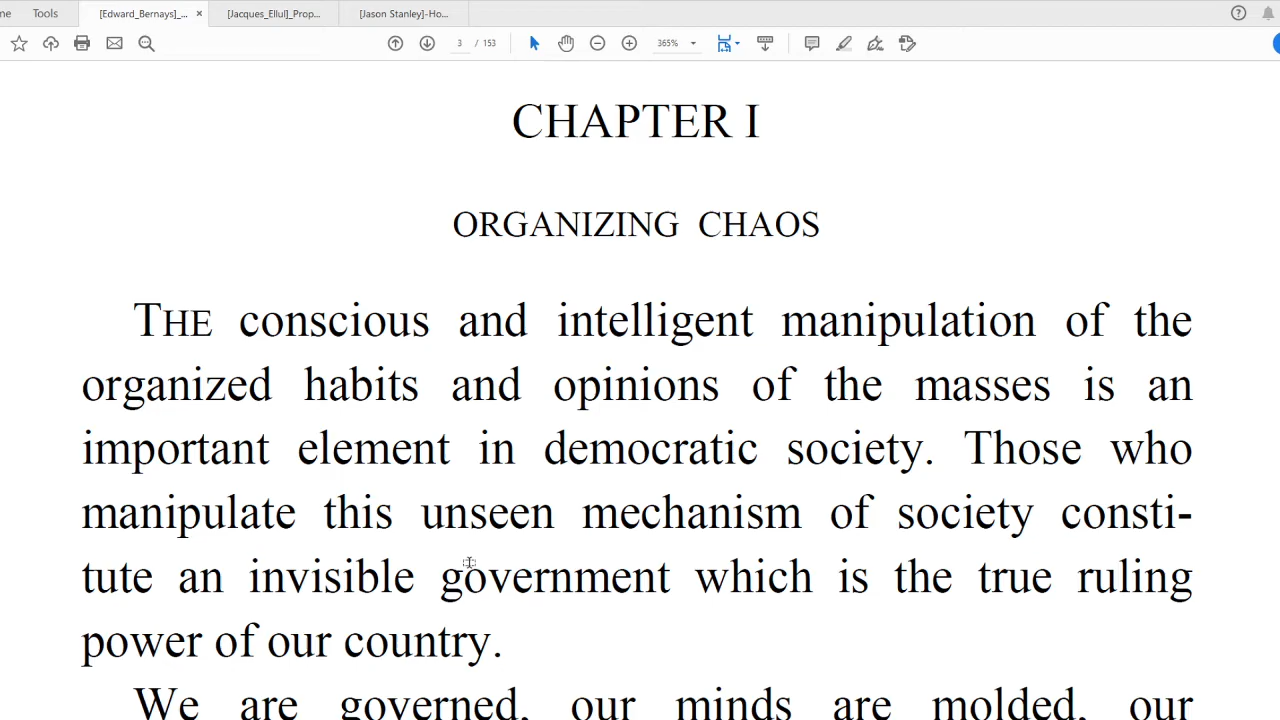 me Tools [Edward_Bernays]_... × [Jacques_Ellul]_Prop... [Jason Stanley]-Ho...
3 / 153 365%
CHAPTER I
ORGANIZING CHAOS
THE conscious and intelligent manipulation of the
organized habits and opinions of the masses is an
important element in democratic society. Those who
manipulate this unseen mechanism of society consti-
tute an invisible government which is the true ruling
power of our country.
We are governed, our minds are molded, our